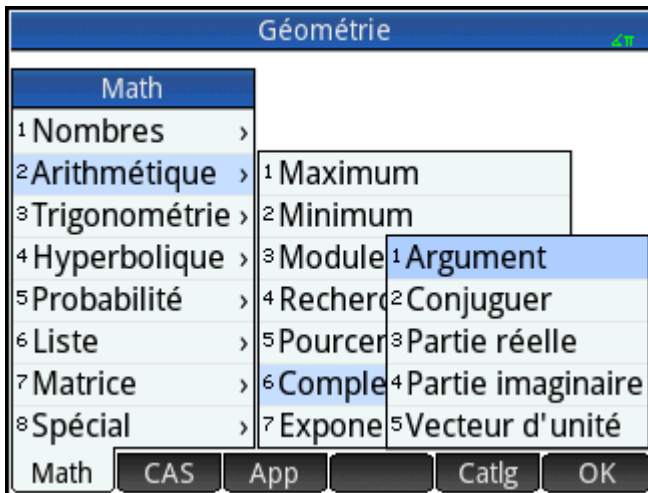 Géométrie
∡π
Math
1 Nombres ›
2 Arithmétique ›
3 Trigonométrie ›
4 Hyperbolique ›
5 Probabilité ›
6 Liste ›
7 Matrice ›
8 Spécial ›
1 Maximum
2 Minimum
3 Module
4 Recherc
5 Pourcen
6 Comple
7 Expone
1 Argument
2 Conjuguer
3 Partie réelle
4 Partie imaginaire
5 Vecteur d'unité
Math CAS App Catlg OK